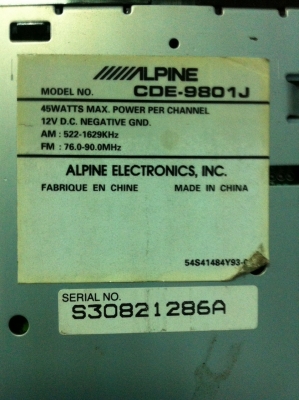 ALPINE
MODEL NO. CDE-9801J
45WATTS MAX. POWER PER CHANNEL
12V D.C. NEGATIVE GND.
AM : 522-1629KHz
FM : 76.0-90.0MHz
ALPINE ELECTRONICS, INC.
FABRIQUE EN CHINE MADE IN CHINA
SERIAL NO.
S30821286A